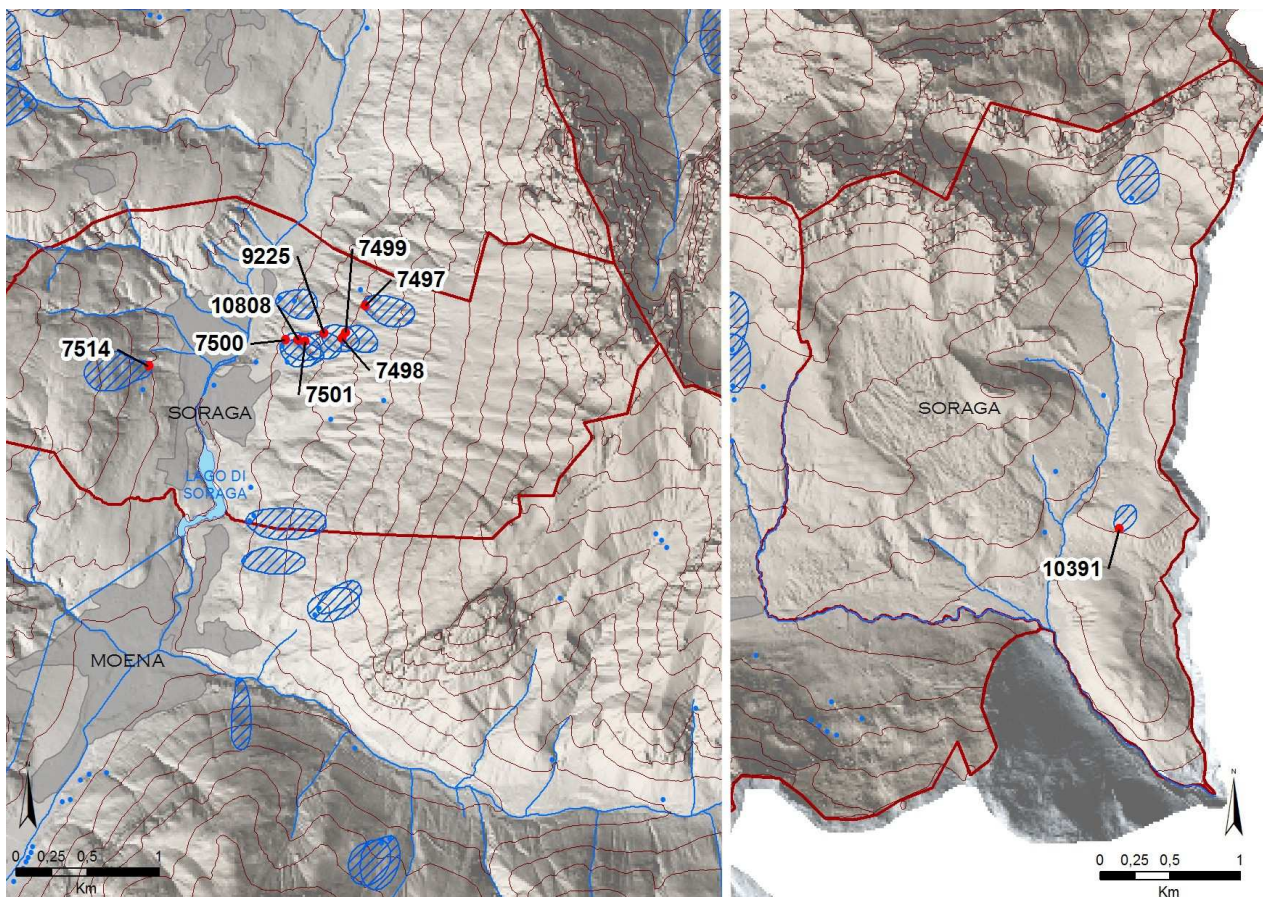 7499
9225
7497
10808
7500
7514
7498
7501
SORAGA
LAGO DI
SORAGA
MOENA
N
0 0,25 0,5 1
Km
SORAGA
10391
N
0 0,25 0,5 1
Km